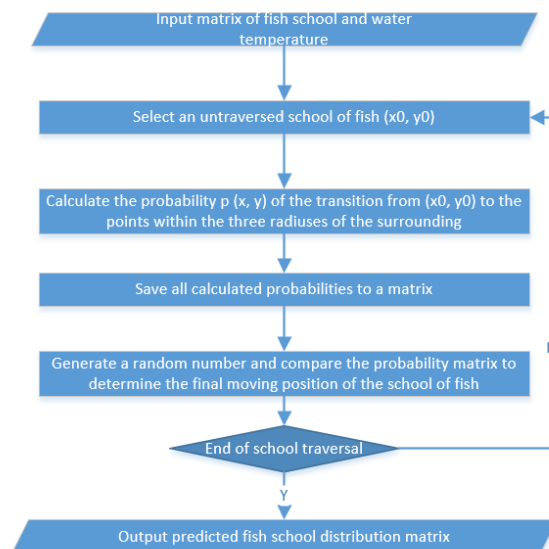 Input matrix of fish school and water
temperature
Select an untraversed school of fish (x0, y0)
Calculate the probability p (x, y) of the transition from (x0, y0) to the
points within the three radiuses of the surrounding
Save all calculated probabilities to a matrix
Generate a random number and compare the probability matrix to
determine the final moving position of the school of fish
End of school traversal
Y
Output predicted fish school distribution matrix